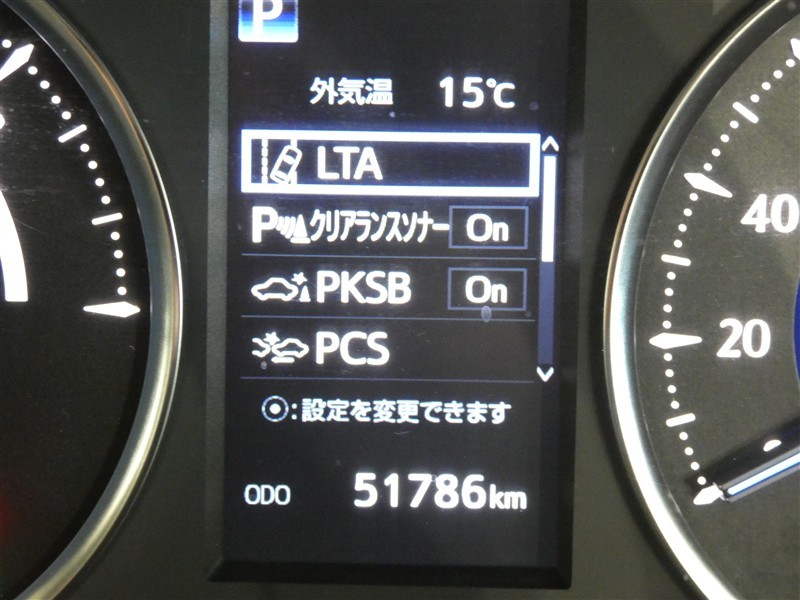 P
外気温 15℃
LTA
Pクリアランスソナー On
PKSB On
PCS
⦿:設定を変更できます
ODO 51786km
40
20